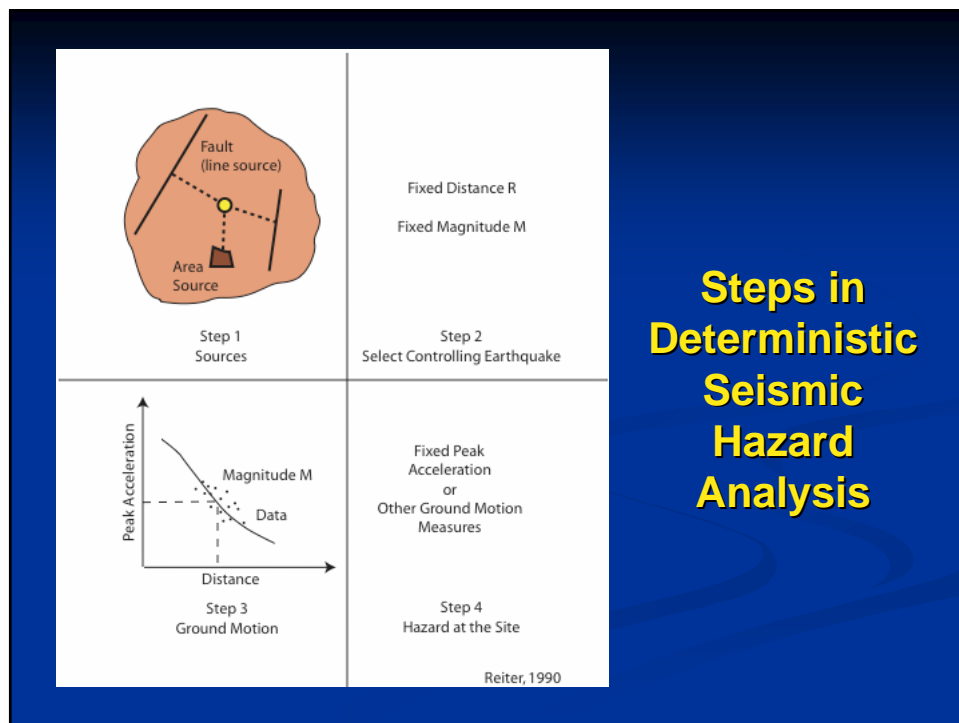 Fault
(line source)
Area
Source
Step 1
Sources
Fixed Distance R
Fixed Magnitude M
Step 2
Select Controlling Earthquake
Peak Acceleration
Magnitude M
Data
Distance
Step 3
Ground Motion
Fixed Peak
Acceleration
or
Other Ground Motion
Measures
Step 4
Hazard at the Site
Reiter, 1990
Steps in
Deterministic
Seismic
Hazard
Analysis